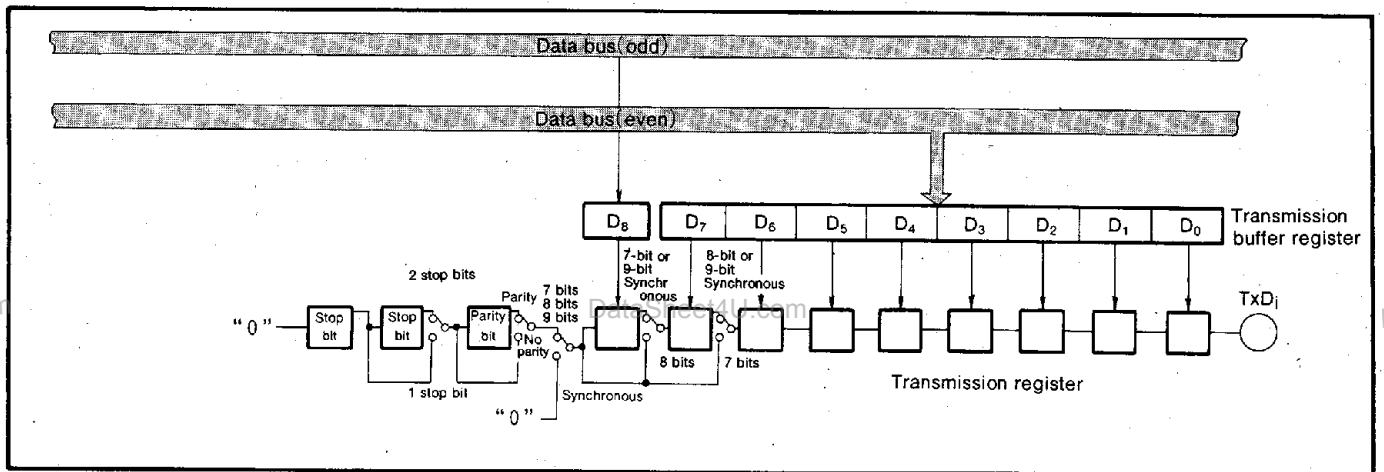 Data bus(odd)
Data bus(even)
D8
D7
D6
D5
D4
D3
D2
D1
D0
Transmission
buffer register
7-bit or
9-bit
Synchr
onous
8-bit or
9-bit
Synchronous
2 stop bits
Parity
7 bits
8 bits
9 bits
DataSheet4U.com
TxDi
"0"
Stop
bit
Stop
bit
Parity
bit
No
parity
8 bits
7 bits
1 stop bit
"0"
Synchronous
Transmission register